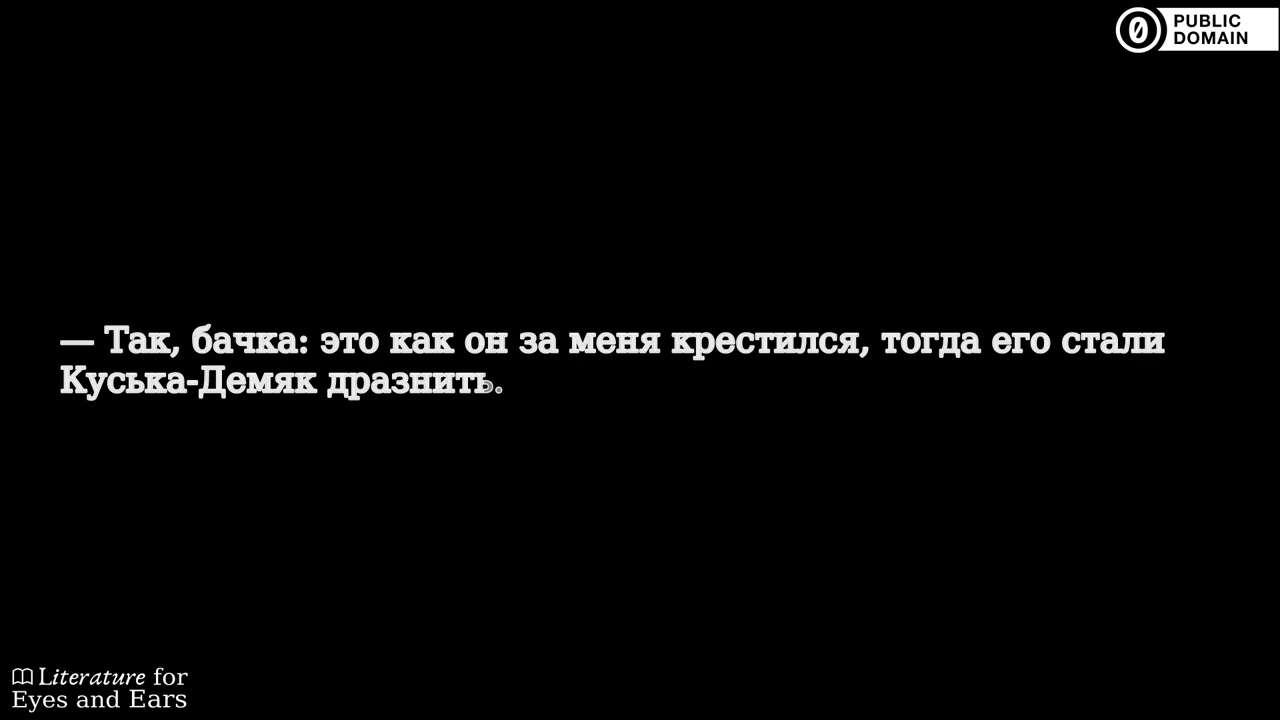 PUBLIC
DOMAIN
— Так, бачка: это как он за меня крестился, тогда его стали
Куська-Демяк дразнить.
Literature for
Eyes and Ears